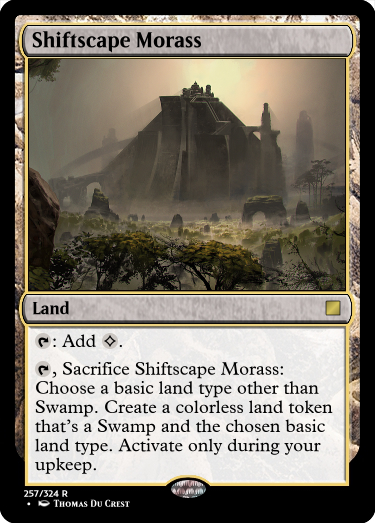 Shiftscape Morass
Land
: Add .
, Sacrifice Shiftscape Morass:
Choose a basic land type other than
Swamp. Create a colorless land token
that's a Swamp and the chosen basic
land type. Activate only during your
upkeep.
257/324 R
• Thomas Du Crest